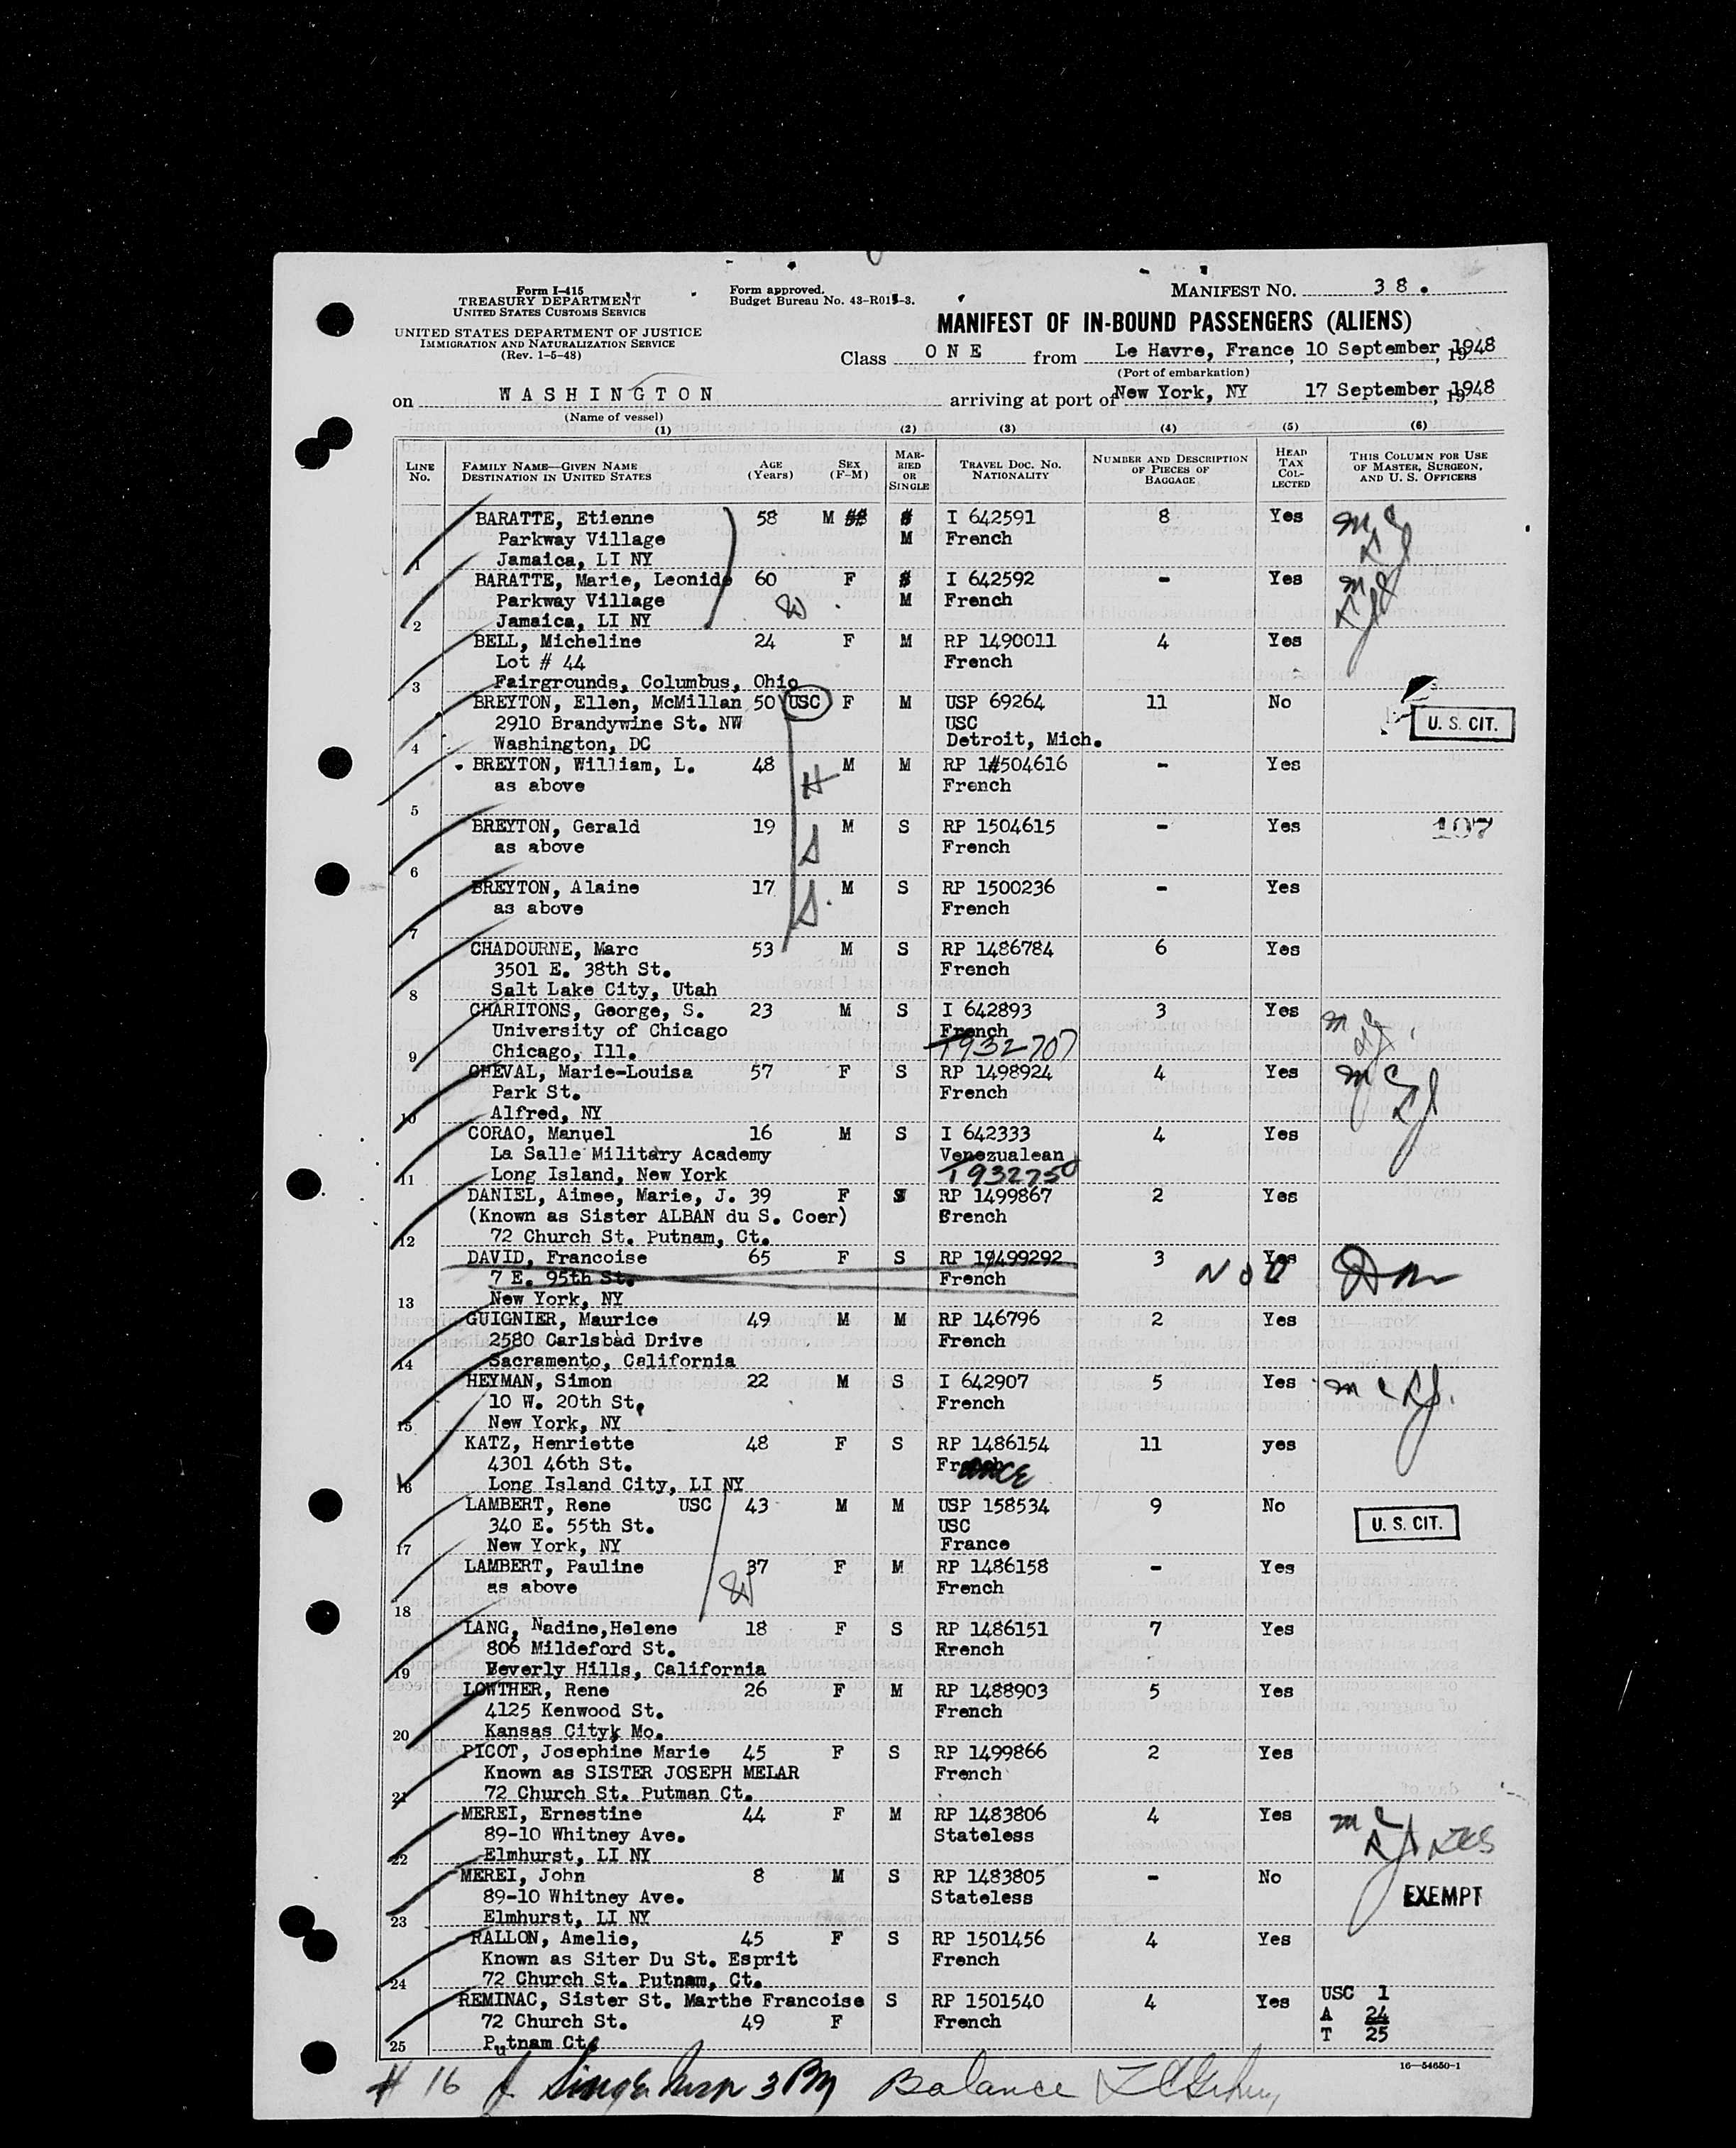 Form I-415
TREASURY DEPARTMENT
UNITED STATES CUSTOMS SERVICE
UNITED STATES DEPARTMENT OF JUSTICE
IMMIGRATION AND NATURALIZATION SERVICE
(Rev. 1-5-48)
Form approved.
Budget Bureau No. 43-R015-3.
MANIFEST NO. 38.
MANIFEST OF IN-BOUND PASSENGERS (ALIENS)
Class ONE from Le Havre, France, 10 September, 1948
(Port of embarkation)
on WASHINGTON arriving at port of New York, NY 17 September, 1948
(Name of vessel)
(1) (2) (3) (4) (5) (6)
LINE No. FAMILY NAME—GIVEN NAME DESTINATION IN UNITED STATES AGE (Years) SEX (F-M) MARRIED OR SINGLE TRAVEL DOC. NO. NATIONALITY NUMBER AND DESCRIPTION OF PIECES OF BAGGAGE HEAD TAX COLLECTED THIS COLUMN FOR USE OF MASTER, SURGEON, AND U. S. OFFICERS
BARATTE, Etienne 58 M I 642591 8 Yes
Parkway Village M French
1 Jamaica, LI NY
BARATTE, Marie, Leonide 60 F I 642592 - Yes
Parkway Village W M French
2 Jamaica, LI NY
BELL, Micheline 24 F M RP 1490011 4 Yes
Lot # 44 French
3 Fairgrounds, Columbus, Ohio
BREYTON, Ellen, McMillan 50 USC F M USP 69264 11 No
2910 Brandywine St. NW USC U. S. CIT.
4 Washington, DC Detroit, Mich.
BREYTON, William, L. 48 M M RP 1#504616 - Yes
as above H French
5
BREYTON, Gerald 19 M S RP 1504615 - Yes 107
as above S French
6
BREYTON, Alaine 17 M S RP 1500236 - Yes
as above S. French
7
CHADOURNE, Marc 53 M S RP 1486784 6 Yes
3501 E. 38th St. French
8 Salt Lake City, Utah
CHARITONS, George, S. 23 M S I 642893 3 Yes
University of Chicago French
9 Chicago, Ill. T932707
CHEVAL, Marie-Louisa 57 F S RP 1498924 4 Yes
Park St. French
10 Alfred, NY
CORAO, Manuel 16 M S I 642333 4 Yes
La Salle Military Academy Venezualean
11 Long Island, New York T932750
DANIEL, Aimee, Marie, J. 39 F S RP 1499867 2 Yes
(Known as Sister ALBAN du S. Coer) French
12 72 Church St. Putnam, Ct.
DAVID, Francoise 65 F S RP 19499292 3 Yes
7 E. 95th St. French NOB
13 New York, NY
GUIGNIER, Maurice 49 M M RP 146796 2 Yes
2580 Carlsbad Drive French
14 Sacramento, California
HEYMAN, Simon 22 M S I 642907 5 Yes
10 W. 20th St. French
15 New York, NY
KATZ, Henriette 48 F S RP 1486154 11 yes
4301 46th St. France
16 Long Island City, LI NY
LAMBERT, Rene USC 43 M M USP 158534 9 No
340 E. 55th St. USC U. S. CIT.
17 New York, NY France
LAMBERT, Pauline 37 F M RP 1486158 - Yes
as above W French
18
LANG, Nadine,Helene 18 F S RP 1486151 7 Yes
806 Mildeford St. Rrench
19 Beverly Hills, California
LOWTHER, Rene 26 F M RP 1488903 5 Yes
4125 Kenwood St. French
20 Kansas City, Mo.
PICOT, Josephine Marie 45 F S RP 1499866 2 Yes
Known as SISTER JOSEPH MELAR French
21 72 Church St. Putman Ct.
MEREI, Ernestine 44 F M RP 1483806 4 Yes
89-10 Whitney Ave. Stateless
22 Elmhurst, LI NY
MEREI, John 8 M S RP 1483805 - No
89-10 Whitney Ave. Stateless EXEMPT
23 Elmhurst, LI NY
RALLON, Amelie, 45 F S RP 1501456 4 Yes
Known as Siter Du St. Esprit French
24 72 Church St. Putnam, Ct.
REMINAC, Sister St. Marthe Francoise S RP 1501540 4 Yes USC 1
72 Church St. 49 F French A 24
25 Putnam Ct. T 25
16—54650-1
# 16 Balance